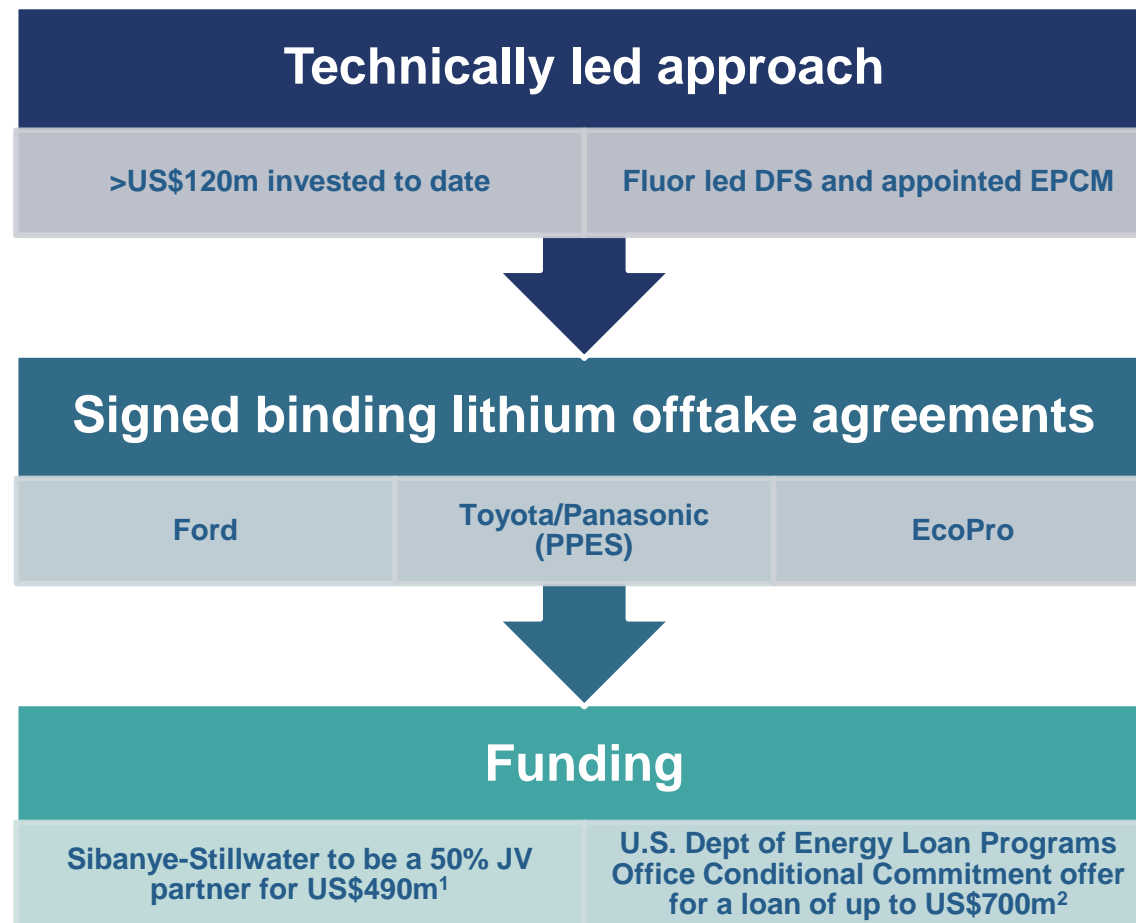 Technically led approach
>US$120m invested to date
Fluor led DFS and appointed EPCM
Signed binding lithium offtake agreements
Ford
Toyota/Panasonic
(PPES)
EcoPro
Funding
Sibanye-Stillwater to be a 50% JV
partner for US$490m¹
U.S. Dept of Energy Loan Programs
Office Conditional Commitment offer
for a loan of up to US$700m²